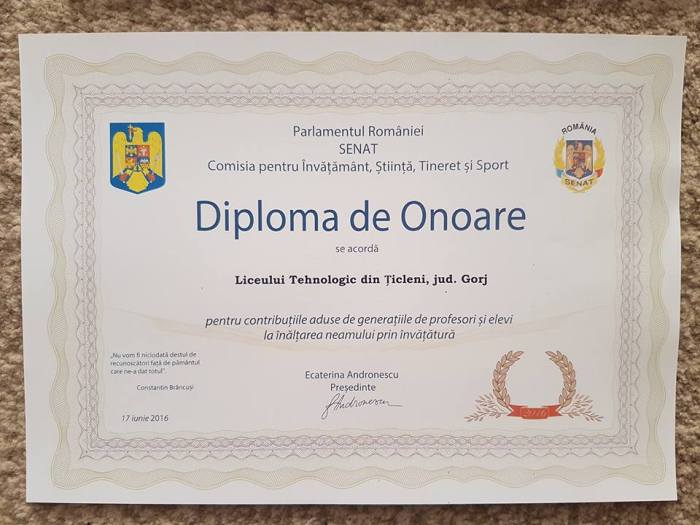 Parlamentul României
SENAT
Comisia pentru Învățământ, Știință, Tineret și Sport
ROMÂNIA
SENAT
Diploma de Onoare
se acordă
Liceului Tehnologic din Țicleni, jud. Gorj
pentru contribuțiile aduse de generațiile de profesori și elevi
la înălțarea neamului prin învățătură
„Nu vom fi niciodată destul de
recunoscători față de pământul
care ne-a dat totul".
Constantin Brâncuși
Ecaterina Andronescu
Președinte
EAndronescu
17 iunie 2016
2016